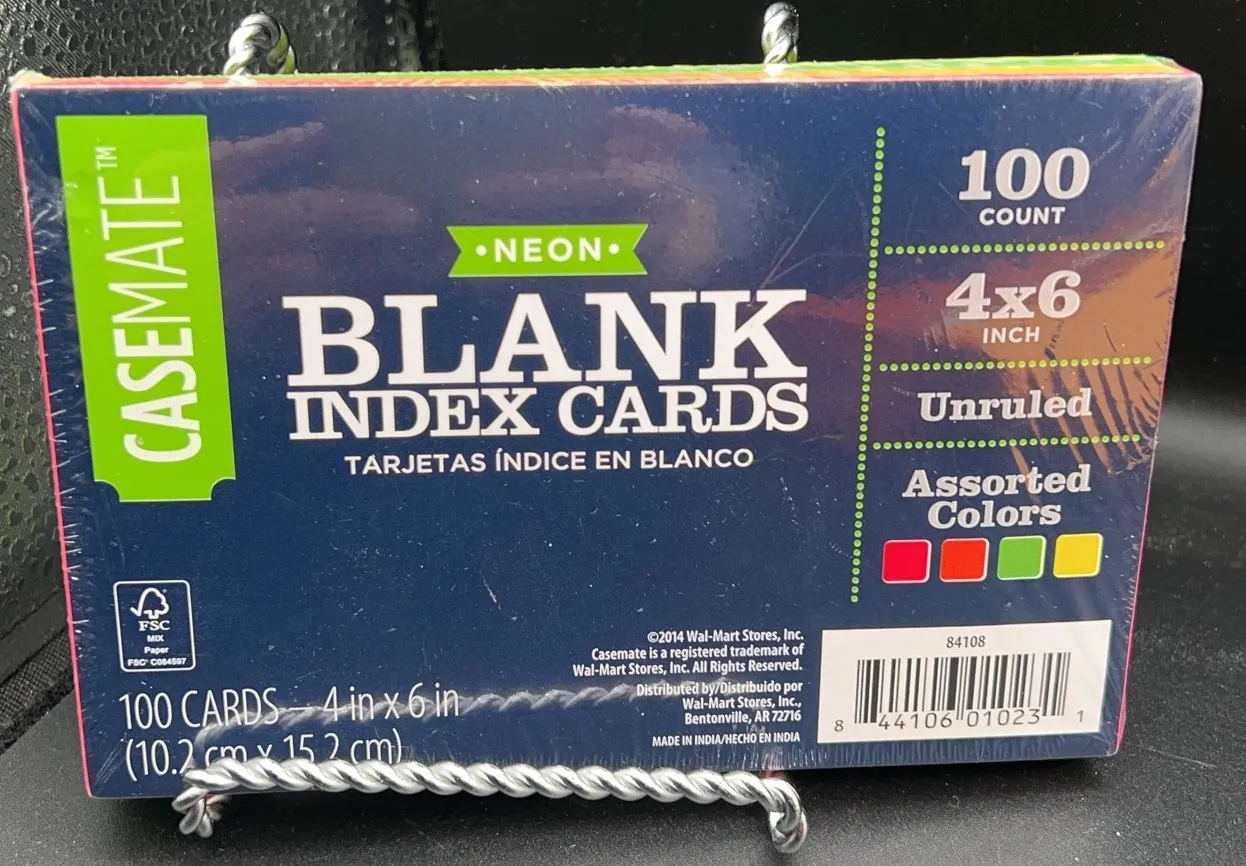 CASEMATE™
•NEON•
BLANK
INDEX CARDS
TARJETAS ÍNDICE EN BLANCO
100
COUNT
4x6
INCH
Unruled
Assorted
Colors
FSC
MIX
Paper
FSC® C084597
100 CARDS – 4 in x 6 in
(10.2 cm x 15.2 cm)
©2014 Wal-Mart Stores, Inc.
Casemate is a registered trademark of
Wal-Mart Stores, Inc. All Rights Reserved.
Distributed by/Distribuido por
Wal-Mart Stores, Inc.,
Bentonville, AR 72716
MADE IN INDIA/HECHO EN INDIA
84108
8 44106 01023 1